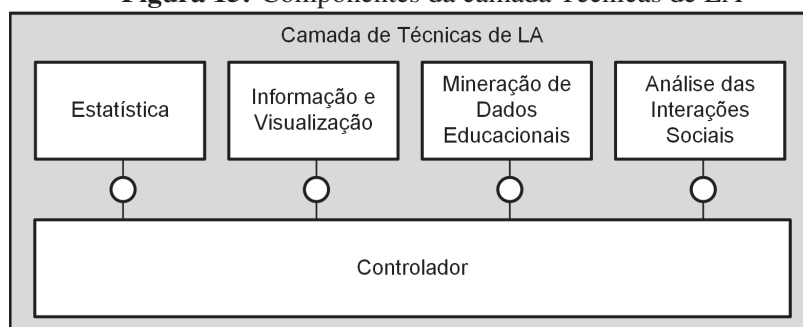 Figura 13: Componentes da camada Técnicas de LA
Camada de Técnicas de LA
Estatística
Informação e
Visualização
Mineração de
Dados
Educacionais
Análise das
Interações
Sociais
Controlador